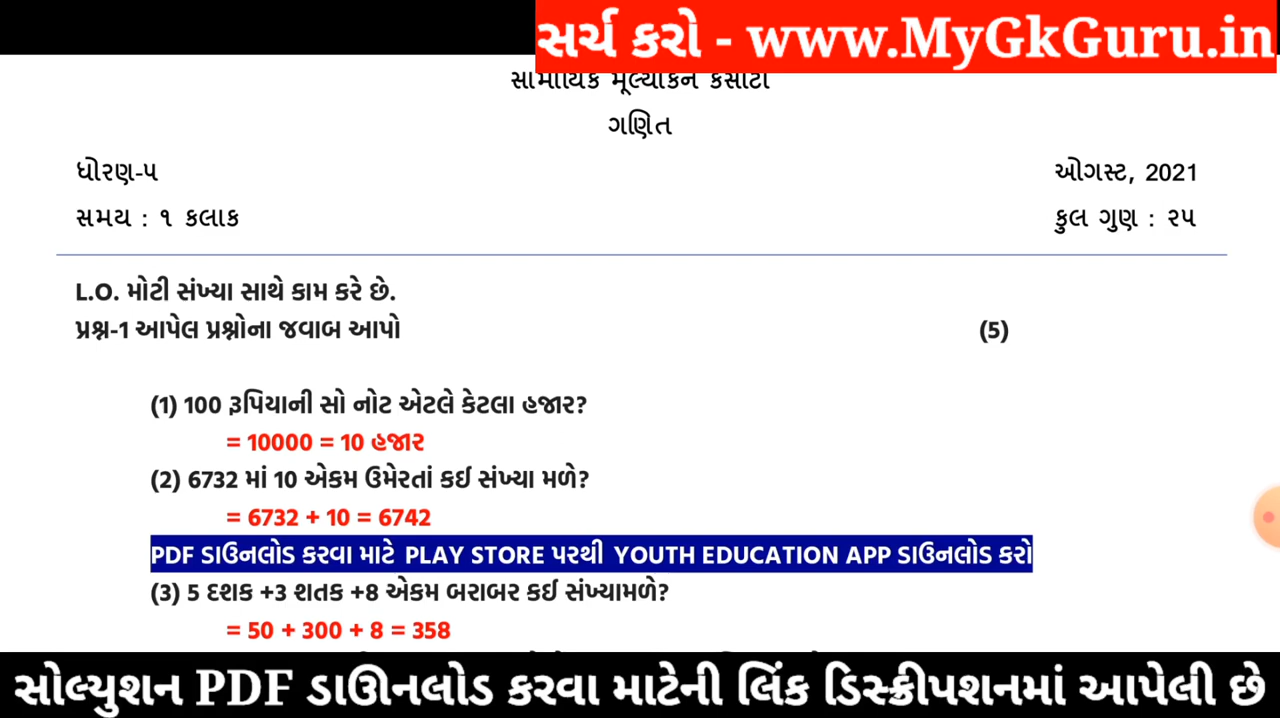 સર્ચ કરો - www.MyGkGuru.in
સામાયિક મૂલ્યાંકન કસોટી
ગણિત
ધોરણ-૫
ઓગસ્ટ, 2021
સમય : ૧ કલાક
કુલ ગુણ : ૨૫
L.O. મોટી સંખ્યા સાથે કામ કરે છે.
પ્રશ્ન-1 આપેલ પ્રશ્નોના જવાબ આપો (5)
(1) 100 રૂપિયાની સો નોટ એટલે કેટલા હજાર?
= 10000 = 10 હજાર
(2) 6732 માં 10 એકમ ઉમેરતાં કઈ સંખ્યા મળે?
= 6732 + 10 = 6742
PDF ડાઉનલોડ કરવા માટે PLAY STORE પરથી YOUTH EDUCATION APP ડાઉનલોડ કરો
(3) 5 દશક +3 શતક +8 એકમ બરાબર કઈ સંખ્યામળે?
= 50 + 300 + 8 = 358
સોલ્યુશન PDF ડાઊનલોડ કરવા માટેની લિંક ડિસ્ક્રીપશનમાં આપેલી છે